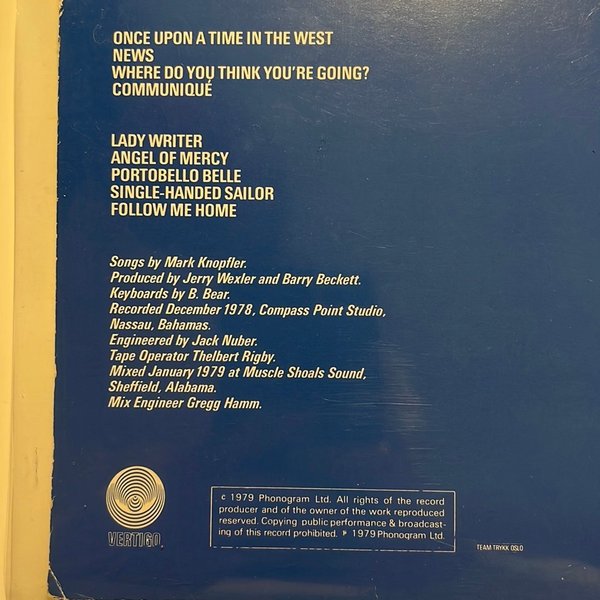 ONCE UPON A TIME IN THE WEST
NEWS
WHERE DO YOU THINK YOU'RE GOING?
COMMUNIQUÉ
LADY WRITER
ANGEL OF MERCY
PORTOBELLO BELLE
SINGLE-HANDED SAILOR
FOLLOW ME HOME
Songs by Mark Knopfler.
Produced by Jerry Wexler and Barry Beckett.
Keyboards by B. Bear.
Recorded December 1978, Compass Point Studio,
Nassau, Bahamas.
Engineered by Jack Nuber.
Tape Operator Thelbert Rigby.
Mixed January 1979 at Muscle Shoals Sound,
Sheffield, Alabama.
Mix Engineer Gregg Hamm.
VERTIGO
c 1979 Phonogram Ltd. All rights of the record
producer and of the owner of the work reproduced
reserved. Copying public performance & broadcast-
ing of this record prohibited. ℗ 1979 Phonogram Ltd.
TEAM TRYKK OSLO